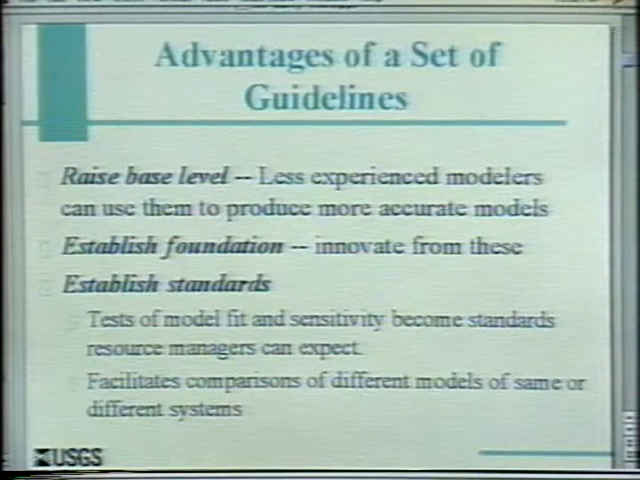 Advantages of a Set of
Guidelines
Raise base level -- Less experienced modelers
can use them to produce more accurate models
Establish foundation -- innovate from these
Establish standards
Tests of model fit and sensitivity become standards
resource managers can expect.
Facilitates comparisons of different models of same or
different systems
USGS